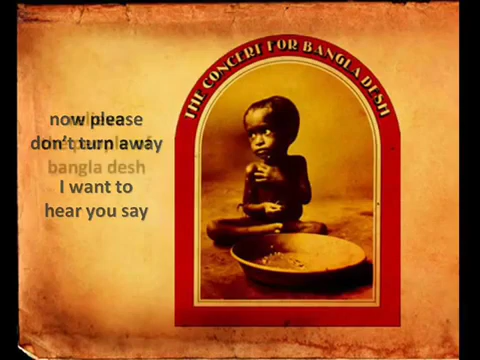 THE CONCERT FOR BANGLA DESH
now please
don't turn away
bangla desh
I want to
hear you say